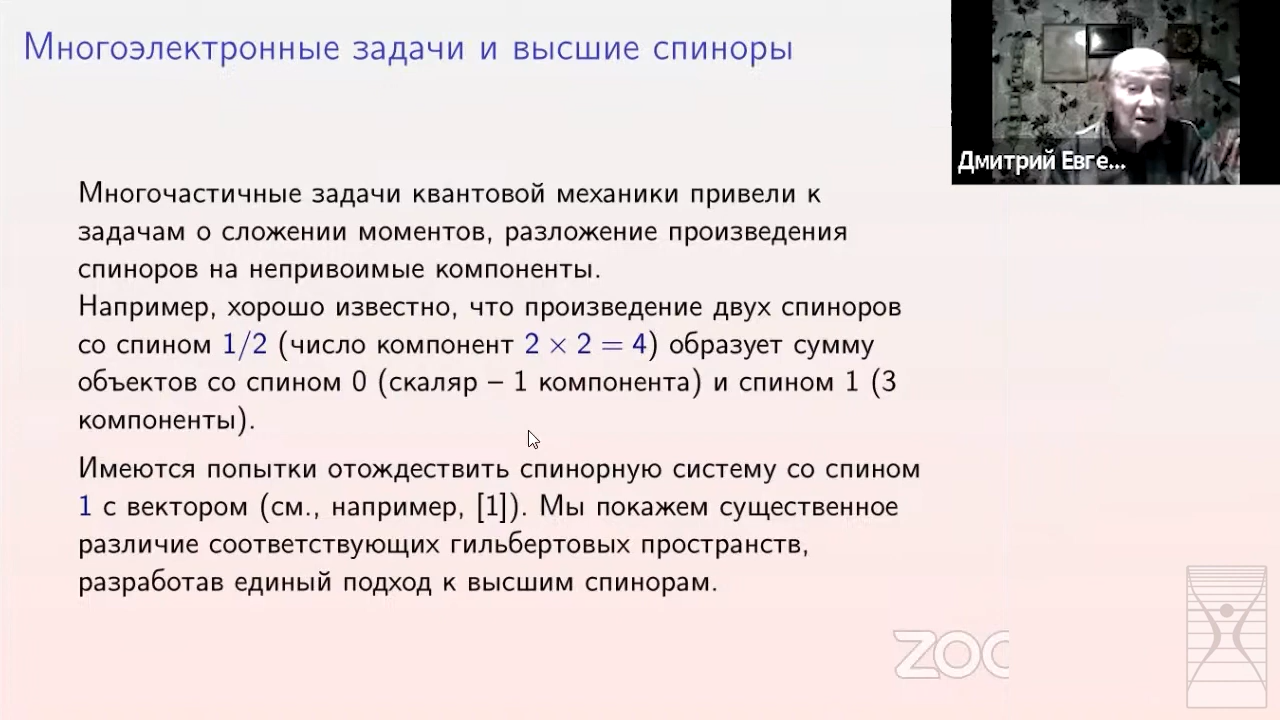 Многоэлектронные задачи и высшие спиноры
Дмитрий Евге...
Многочастичные задачи квантовой механики привели к
задачам о сложении моментов, разложение произведения
спиноров на непривоимые компоненты.
Например, хорошо известно, что произведение двух спиноров
со спином 1/2 (число компонент 2 × 2 = 4) образует сумму
объектов со спином 0 (скаляр – 1 компонента) и спином 1 (3
компоненты).
Имеются попытки отождествить спинорную систему со спином
1 с вектором (см., например, [1]). Мы покажем существенное
различие соответствующих гильбертовых пространств,
разработав единый подход к высшим спинорам.
ZOO